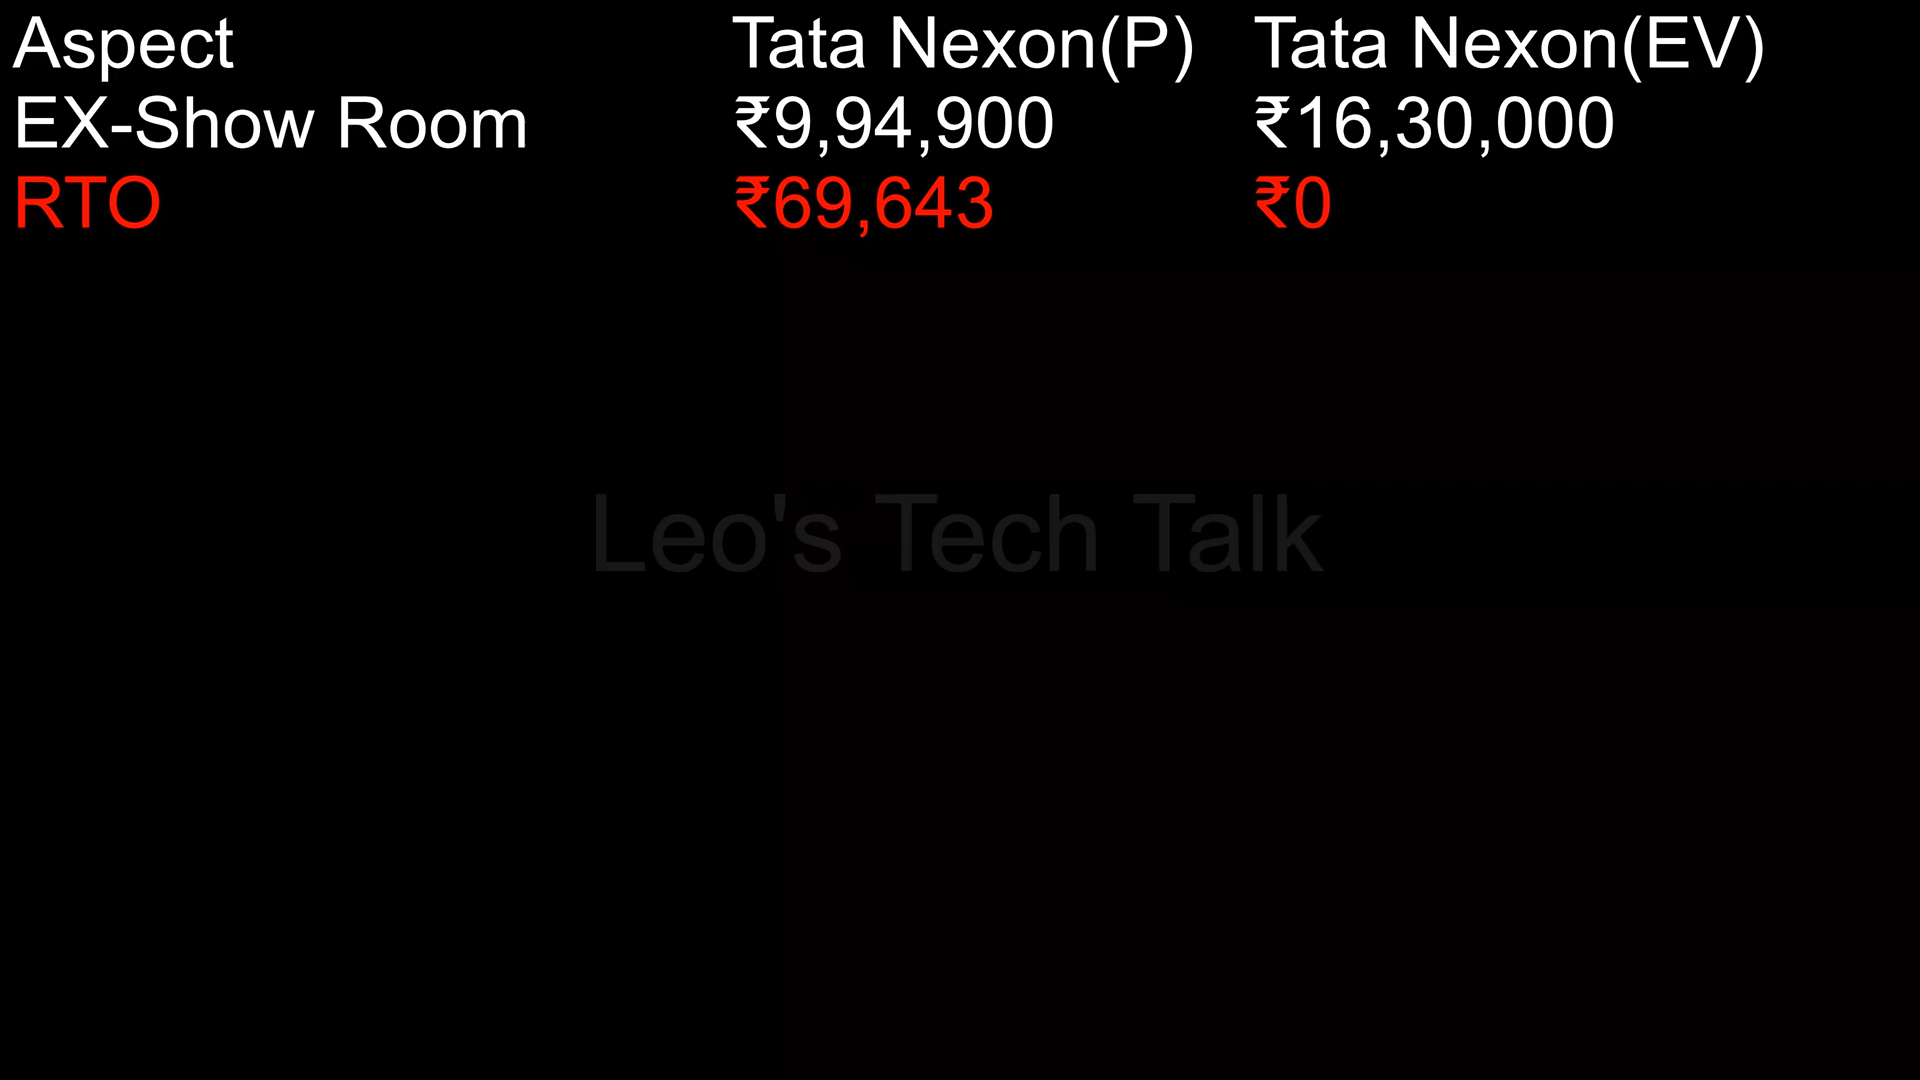 Aspect Tata Nexon(P) Tata Nexon(EV)
EX-Show Room ₹9,94,900 ₹16,30,000
RTO ₹69,643 ₹0
Leo's Tech Talk